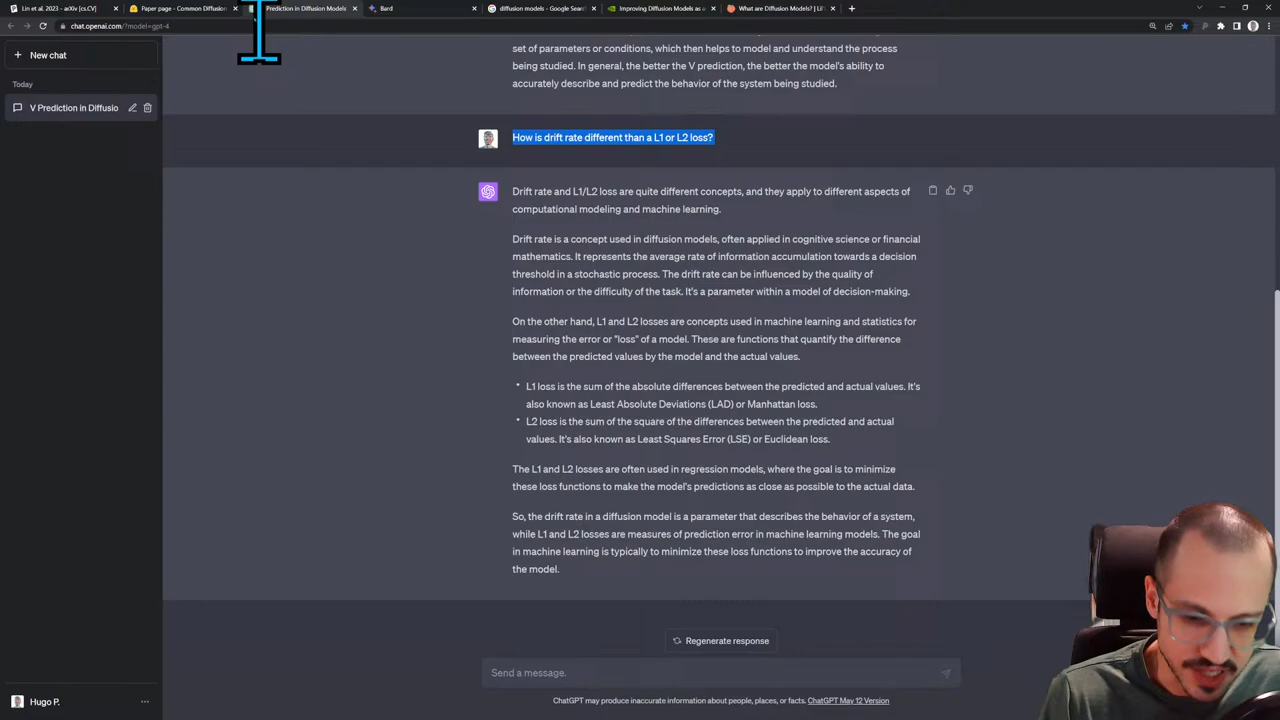 Lin et al. 2023 - arXiv [cs.CV]
Paper page - Common Diffusion
Prediction in Diffusion Models
Bard
diffusion models - Google Search
Improving Diffusion Models as a
What are Diffusion Models? | Lil
chat.openai.com/?model=gpt-4
New chat
Today
V Prediction in Diffusio
set of parameters or conditions, which then helps to model and understand the process
being studied. In general, the better the V prediction, the better the model's ability to
accurately describe and predict the behavior of the system being studied.
How is drift rate different than a L1 or L2 loss?
Drift rate and L1/L2 loss are quite different concepts, and they apply to different aspects of
computational modeling and machine learning.
Drift rate is a concept used in diffusion models, often applied in cognitive science or financial
mathematics. It represents the average rate of information accumulation towards a decision
threshold in a stochastic process. The drift rate can be influenced by the quality of
information or the difficulty of the task. It's a parameter within a model of decision-making.
On the other hand, L1 and L2 losses are concepts used in machine learning and statistics for
measuring the error or "loss" of a model. These are functions that quantify the difference
between the predicted values by the model and the actual values.
• L1 loss is the sum of the absolute differences between the predicted and actual values. It's
also known as Least Absolute Deviations (LAD) or Manhattan loss.
• L2 loss is the sum of the square of the differences between the predicted and actual
values. It's also known as Least Squares Error (LSE) or Euclidean loss.
The L1 and L2 losses are often used in regression models, where the goal is to minimize
these loss functions to make the model's predictions as close as possible to the actual data.
So, the drift rate in a diffusion model is a parameter that describes the behavior of a system,
while L1 and L2 losses are measures of prediction error in machine learning models. The goal
in machine learning is typically to minimize these loss functions to improve the accuracy of
the model.
Regenerate response
Send a message.
ChatGPT may produce inaccurate information about people, places, or facts. ChatGPT May 12 Version
Hugo P.